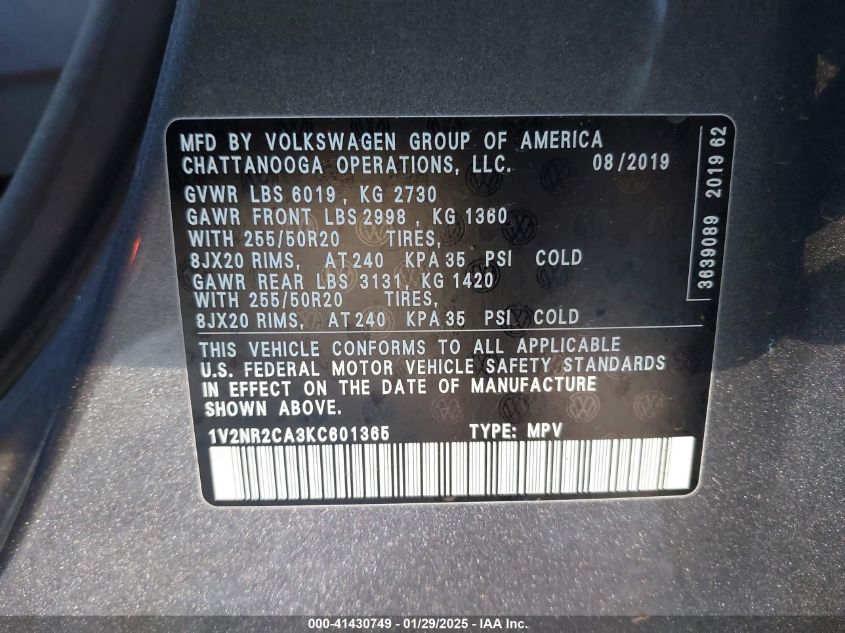 MFD BY VOLKSWAGEN GROUP OF AMERICA
CHATTANOOGA OPERATIONS, LLC. 08/2019
GVWR LBS 6019 , KG 2730
GAWR FRONT LBS 2998 , KG 1360
WITH 255/50R20 TIRES,
8JX20 RIMS, AT 240 KPA 35 PSI COLD
GAWR REAR LBS 3131, KG 1420
WITH 255/50R20 TIRES,
8JX20 RIMS, AT 240 KPA 35 PSI COLD
THIS VEHICLE CONFORMS TO ALL APPLICABLE
U.S. FEDERAL MOTOR VEHICLE SAFETY STANDARDS
IN EFFECT ON THE DATE OF MANUFACTURE
SHOWN ABOVE.
1V2NR2CA3KC601365 TYPE: MPV
3639089 2019 62
000-41430749 - 01/29/2025 - IAAI.com